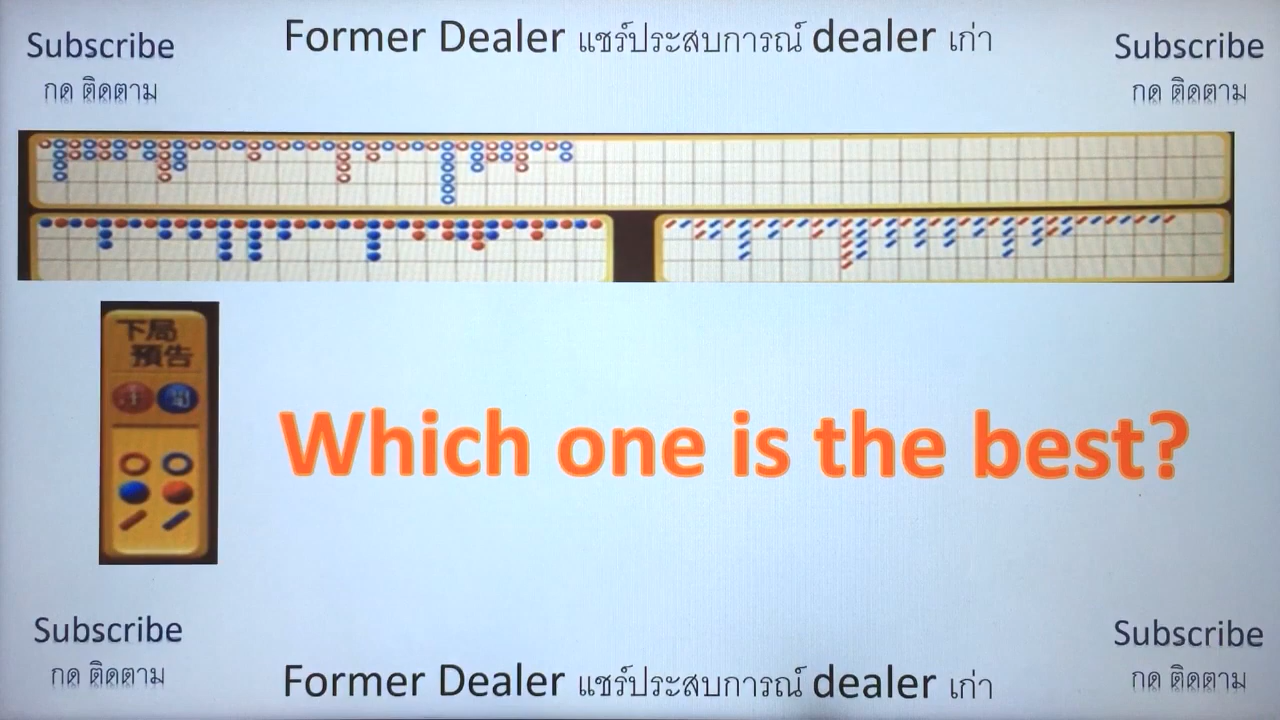 Subscribe
กด ติดตาม
Former Dealer แชร์ประสบการณ์ dealer เก่า
Subscribe
กด ติดตาม
下局
預告
Which one is the best?
Subscribe
กด ติดตาม
Former Dealer แชร์ประสบการณ์ dealer เก่า
Subscribe
กด ติดตาม